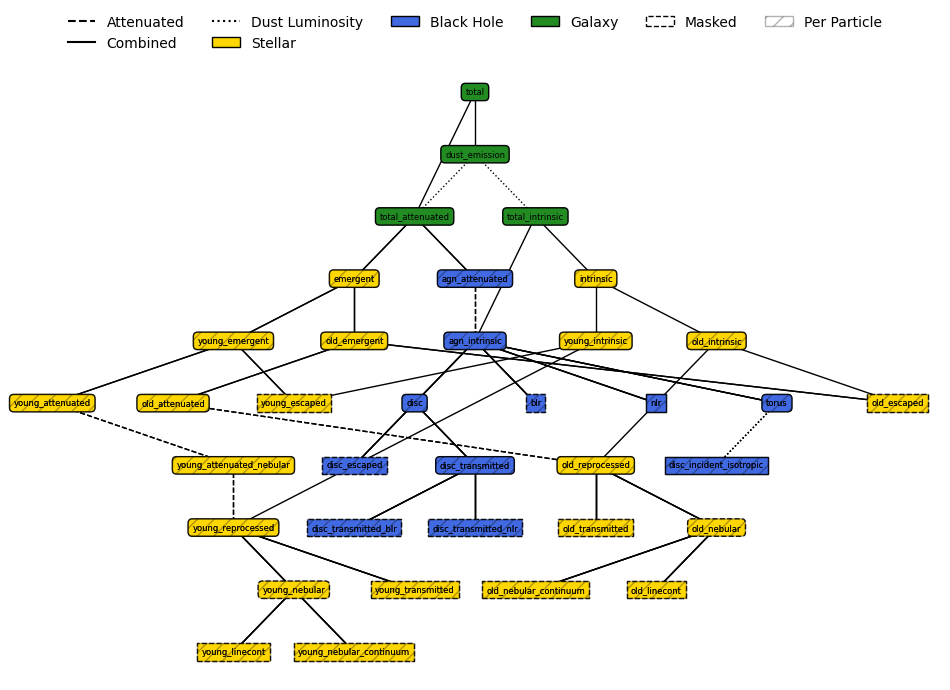 Attenuated Dust Luminosity Black Hole Galaxy Masked Per Particle
Combined Stellar
total
dust_emission
total_attenuated total_intrinsic
emergent agn_attenuated intrinsic
young_emergent old_emergent agn_intrinsic young_intrinsic old_intrinsic
young_attenuated old_attenuated young_escaped disc blr nlr torus old_escaped
young_attenuated_nebular disc_escaped disc_transmitted old_reprocessed disc_incident_isotropic
young_reprocessed disc_transmitted_blr disc_transmitted_nlr old_transmitted old_nebular
young_nebular young_transmitted old_nebular_continuum old_linecont
young_linecont young_nebular_continuum